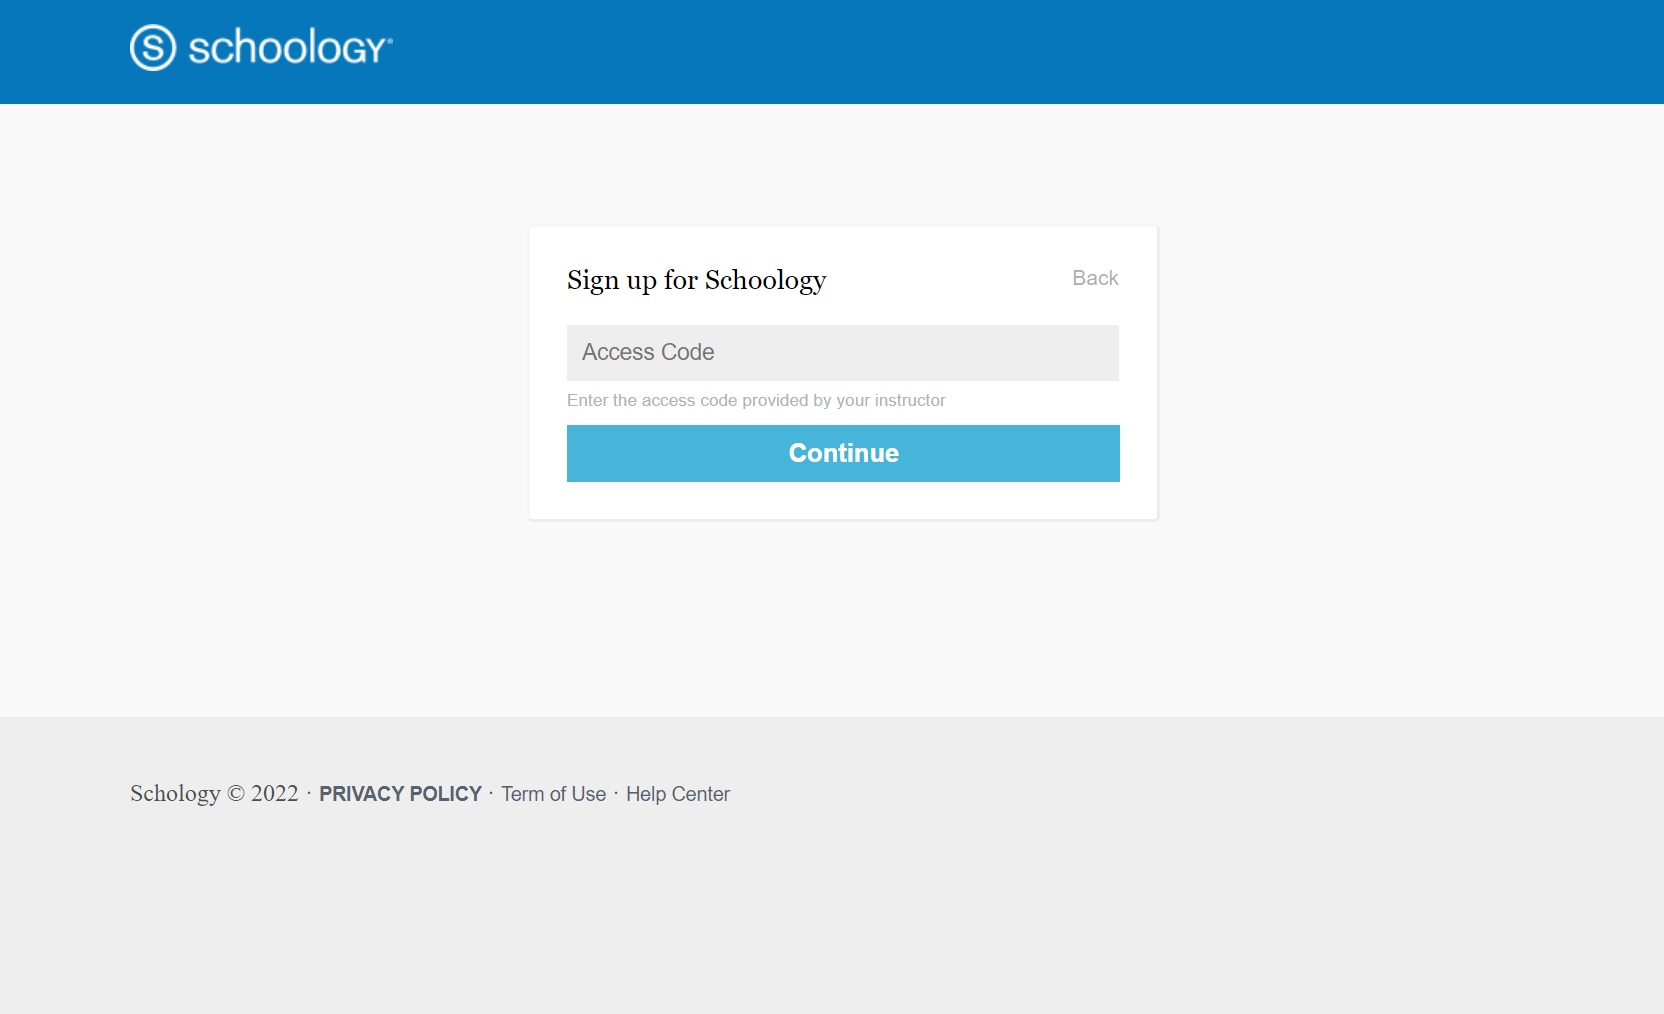 S schoology®
Sign up for Schoology
Back
Access Code
Enter the access code provided by your instructor
Continue
Schology © 2022 · PRIVACY POLICY · Term of Use · Help Center